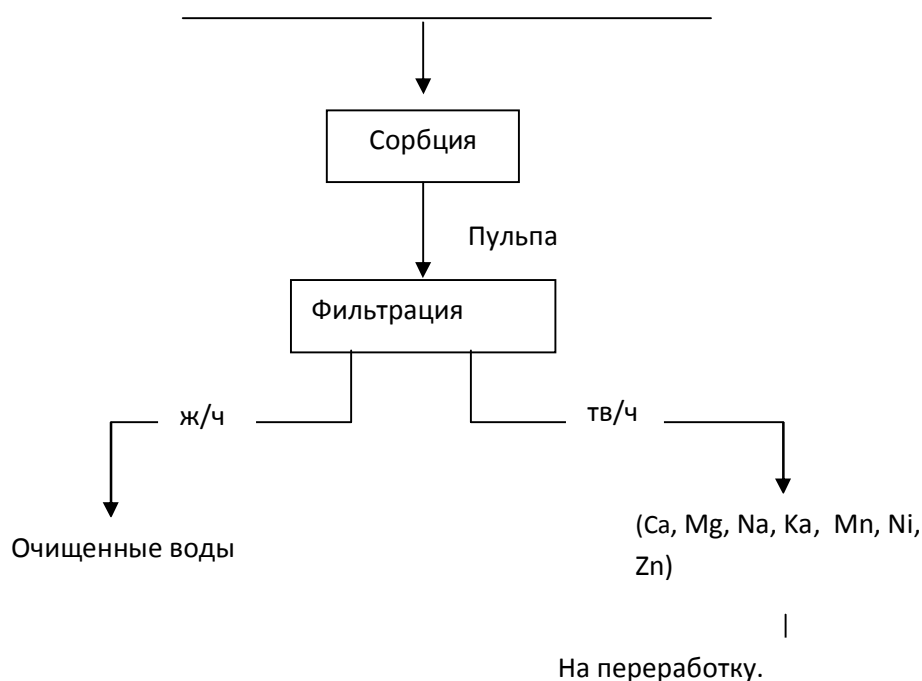 Сорбция
Пульпа
Фильтрация
ж/ч
тв/ч
Очищенные воды
(Ca, Mg, Na, Ka, Mn, Ni,
Zn)
На переработку.